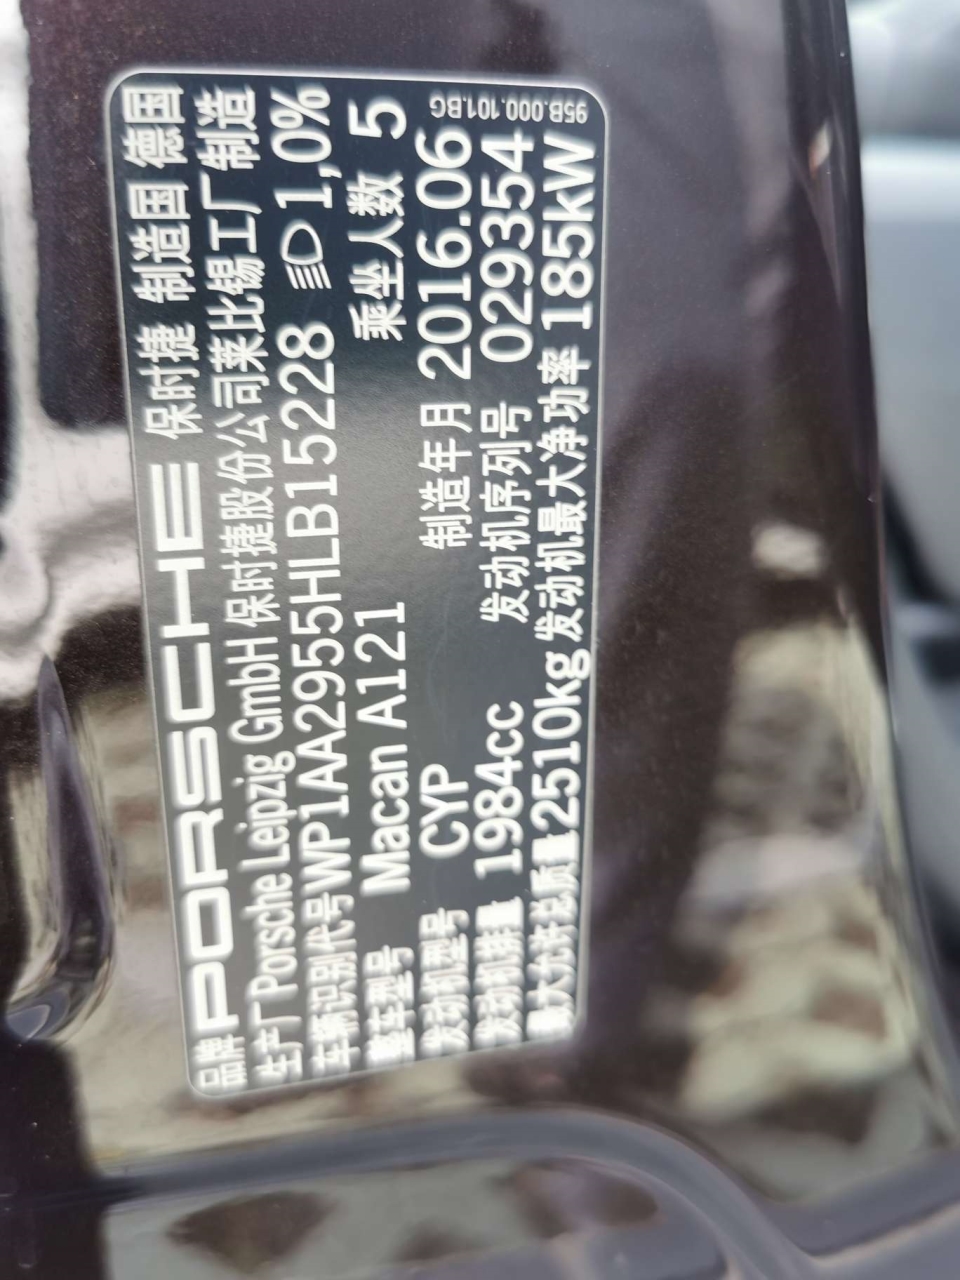 品牌 PORSCHE 保时捷 制造国 德国
生产厂 Porsche Leipzig GmbH 保时捷股份公司莱比锡工厂制造
车辆识别代号 WP1AA2955HLB15228 1,0%
整车型号 Macan A121 乘坐人数 5
发动机型号 CYP 制造年月 2016.06
发动机排量 1984cc 发动机序列号 029354
最大允许总质量 2510kg 发动机最大净功率 185kW
95B.000.101.BG